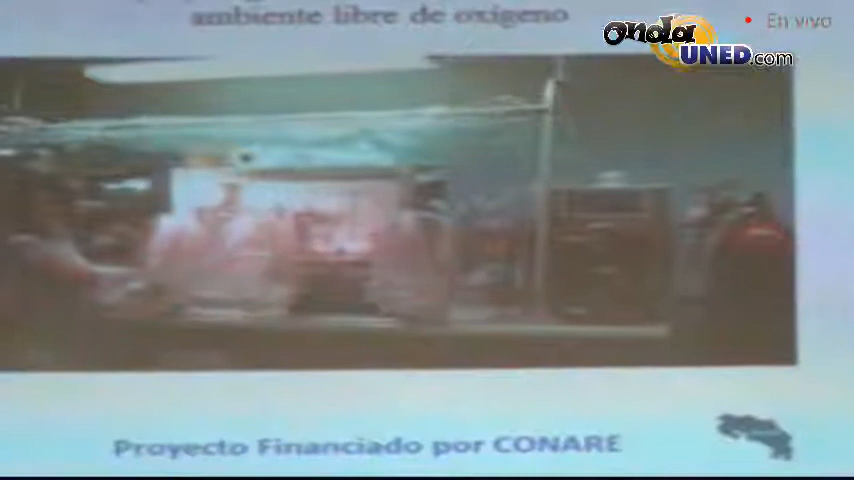 ambiente libre de oxígeno
onda
UNED.com
En vivo
Proyecto Financiado por CONARE